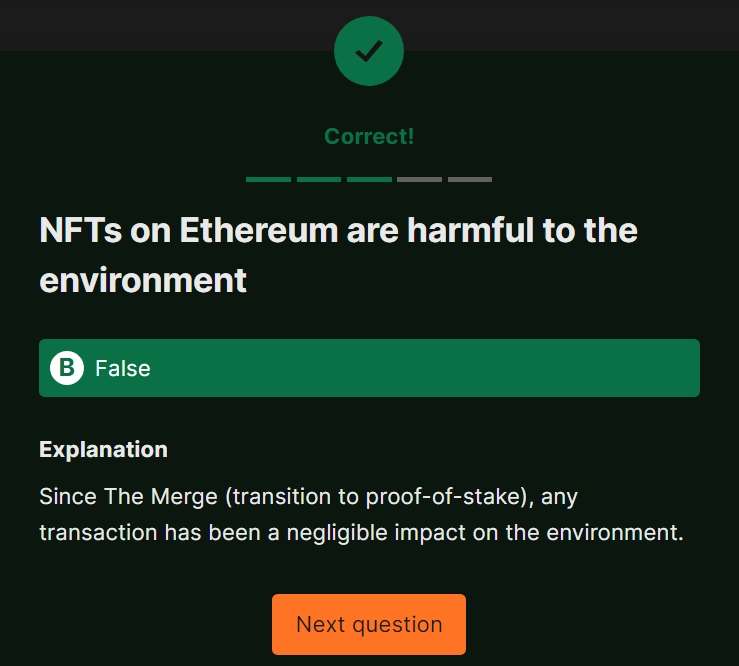 Correct!
NFTs on Ethereum are harmful to the
environment
B False
Explanation
Since The Merge (transition to proof-of-stake), any
transaction has been a negligible impact on the environment.
Next question